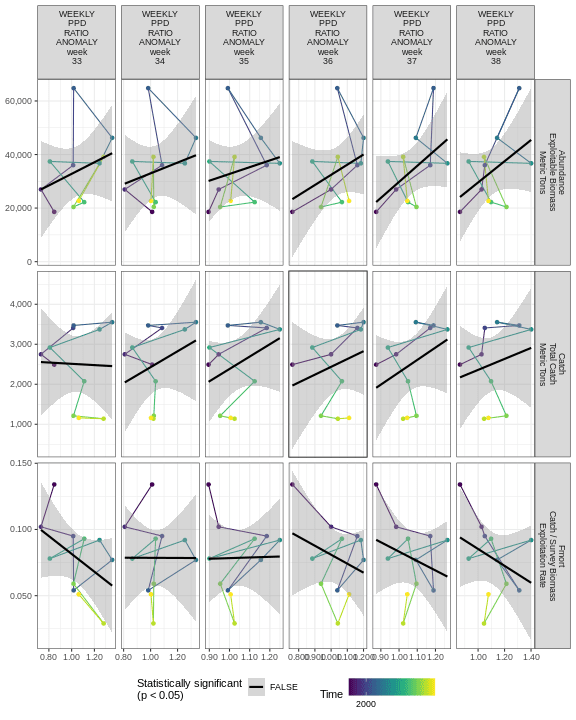 WEEKLY
PPD
RATIO
ANOMALY
week
33
WEEKLY
PPD
RATIO
ANOMALY
week
34
WEEKLY
PPD
RATIO
ANOMALY
week
35
WEEKLY
PPD
RATIO
ANOMALY
week
36
WEEKLY
PPD
RATIO
ANOMALY
week
37
WEEKLY
PPD
RATIO
ANOMALY
week
38
60,000
40,000
20,000
0
Abundance
Exploitable Biomass
Metric Tons
4,000
3,000
2,000
1,000
Catch
Total Catch
Metric Tons
0.150
0.100
0.050
Fmort
Catch / Survey Biomass
Exploitation Rate
0.80 1.00 1.20
0.80 1.00 1.20
0.90 1.00 1.10 1.20
0.800 0.900 1.000 1.100 1.200
0.90 1.00 1.10 1.20
1.00 1.20 1.40
Statistically significant
(p < 0.05)
FALSE
Time
2000